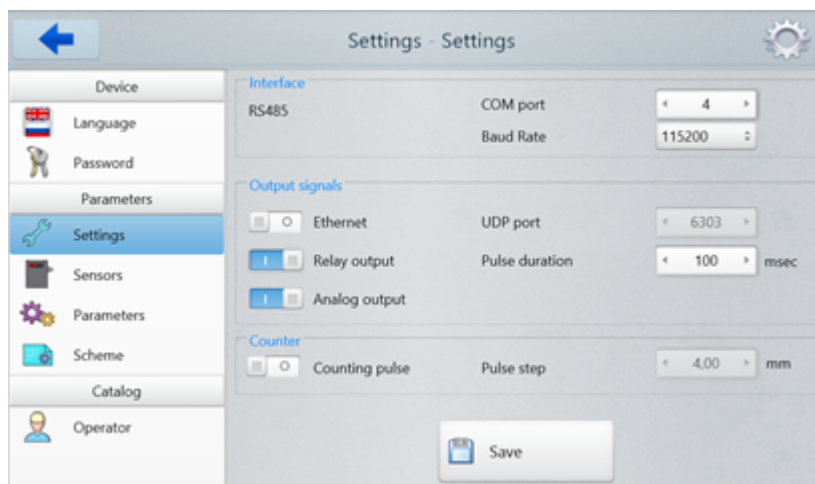 Settings - Settings
Device
Language
Password
Parameters
Settings
Sensors
Parameters
Scheme
Catalog
Operator
Interface
RS485 COM port 4
Baud Rate 115200
Output signals
Ethernet UDP port 6303
Relay output Pulse duration 100 msec
Analog output
Counter
Counting pulse Pulse step 4,00 mm
Save